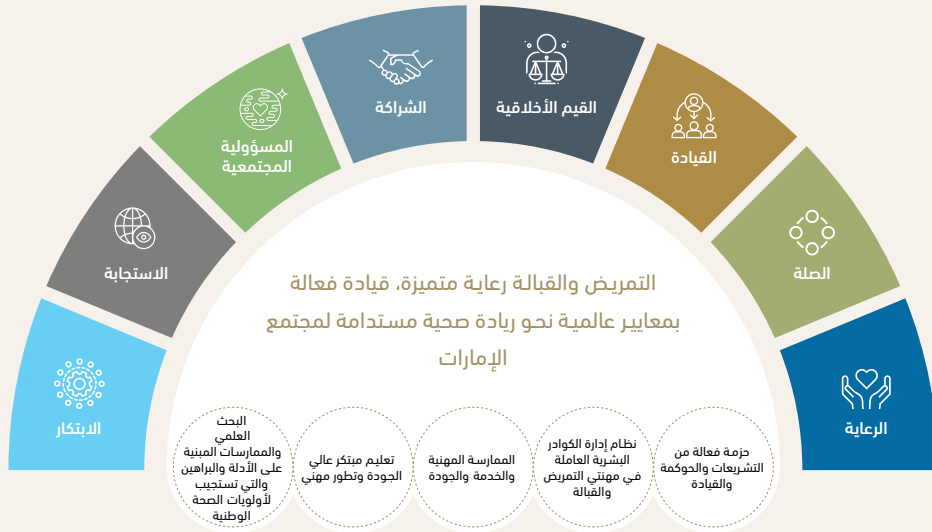 الرعاية
الصلة
القيادة
القيم الأخلاقية
الشراكة
المسؤولية
المجتمعية
الاستجابة
الابتكار
التمريض والقبالة رعاية متميزة، قيادة فعالة
بمعايير عالمية نحو ريادة صحية مستدامة لمجتمع
الإمارات
حزمة فعالة من
التشريعات والحوكمة
والقيادة
نظام إدارة الكوادر
البشرية العاملة
في مهنتي التمريض
والقبالة
الممارسة المهنية
والخدمة والجودة
تعليم مبتكر عالي
الجودة وتطور مهني
البحث
العلمي
والممارسات المبنية
على الأدلة والبراهين
والتي تستجيب
لأولويات الصحة
الوطنية